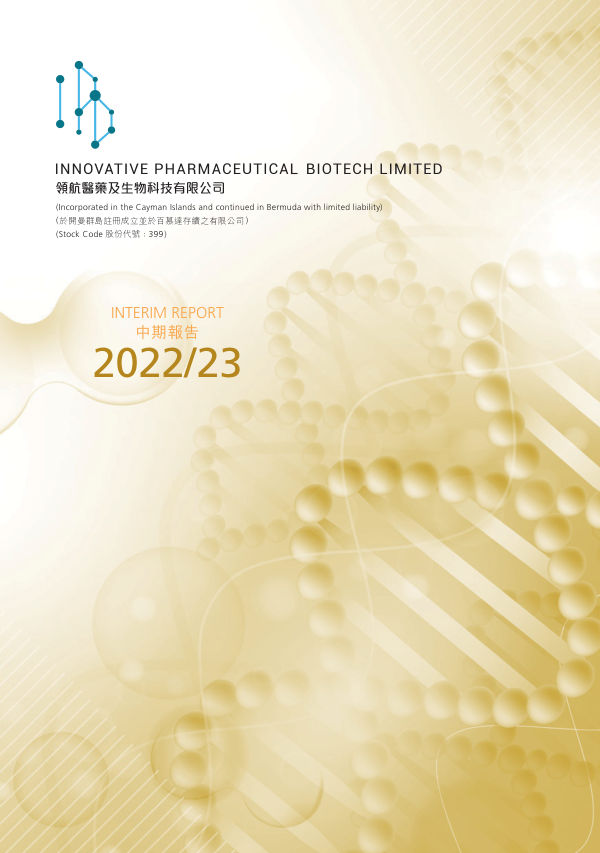 INNOVATIVE PHARMACEUTICAL BIOTECH LIMITED
領航醫藥及生物科技有限公司
(Incorporated in the Cayman Islands and continued in Bermuda with limited liability)
(於開曼群島註冊成立並於百慕達存續之有限公司)
(Stock Code 股份代號：399)
INTERIM REPORT
中期報告
2022/23